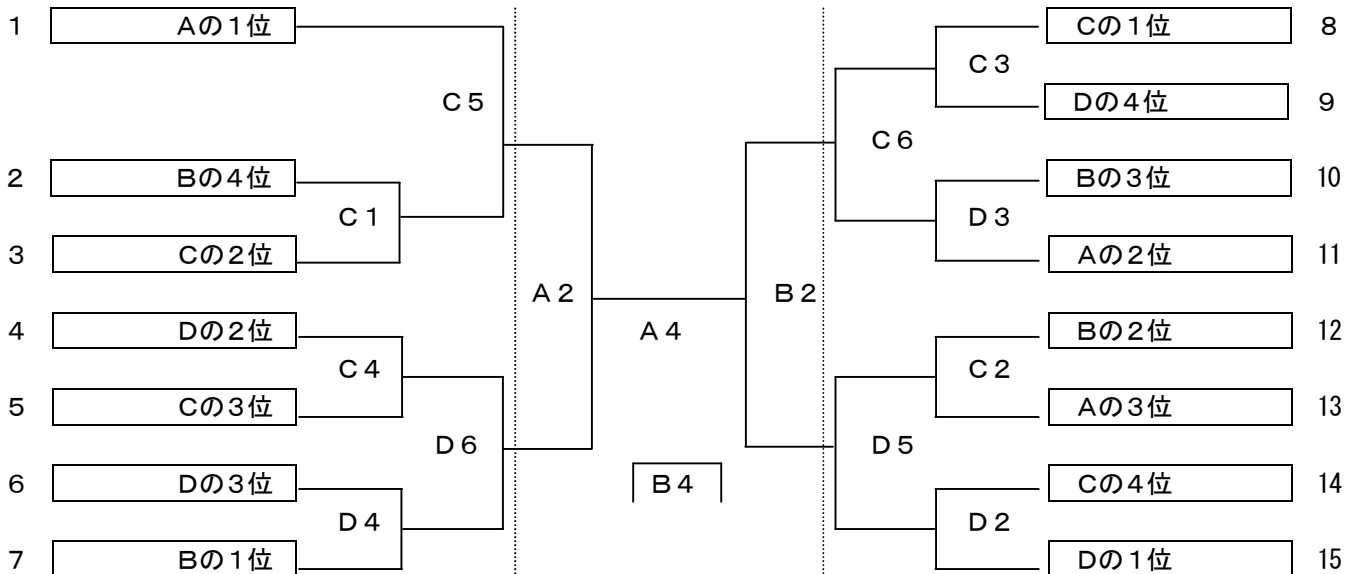 1 Aの1位 Cの1位 8
C3
C5 Dの4位 9
C6
2 Bの4位 Bの3位 10
C1 D3
3 Cの2位 Aの2位 11
A2 B2
4 Dの2位 A4 Bの2位 12
C4 C2
5 Cの3位 Aの3位 13
D6 D5
6 Dの3位 B4 Cの4位 14
D4 D2
7 Bの1位 Dの1位 15